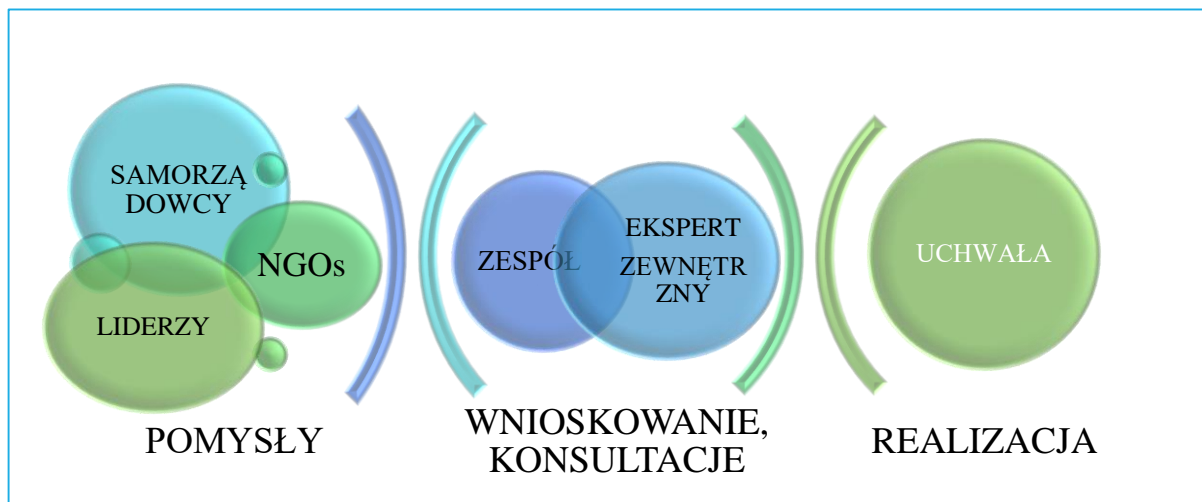 SAMORZĄ
DOWCY
NGOs
LIDERZY
POMYSŁY
ZESPÓŁ
EKSPERT
ZEWNĘTR
ZNY
WNIOSKOWANIE,
KONSULTACJE
UCHWAŁA
REALIZACJA